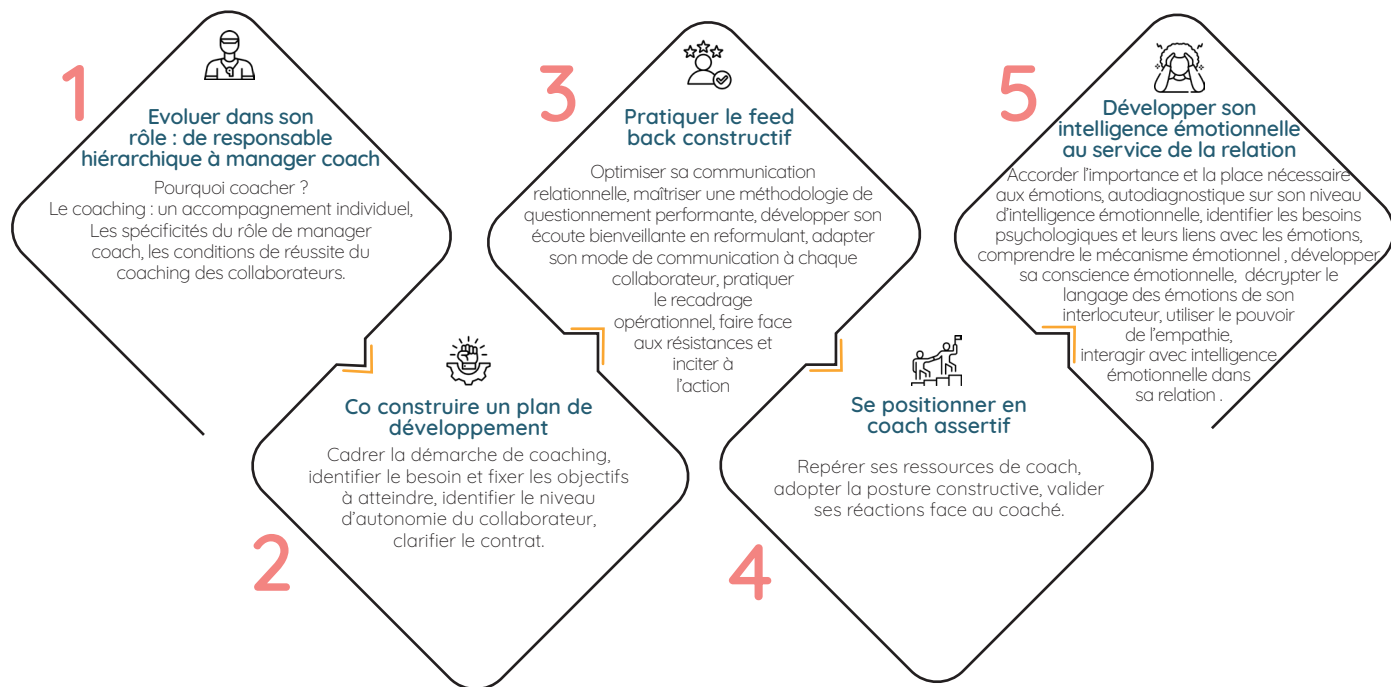 1
Evoluer dans son
rôle : de responsable
hiérarchique à manager coach
Pourquoi coacher ?
Le coaching : un accompagnement individuel,
Les spécificités du rôle de manager
coach, les conditions de réussite du
coaching des collaborateurs.
2
Co construire un plan de
développement
Cadrer la démarche de coaching,
identifier le besoin et fixer les objectifs
à atteindre, identifier le niveau
d'autonomie du collaborateur,
clarifier le contrat.
3
Pratiquer le feed
back constructif
Optimiser sa communication
relationnelle, maîtriser une méthodologie de
questionnement performante, développer son
écoute bienveillante en reformulant, adapter
son mode de communication à chaque
collaborateur, pratiquer
le recadrage
opérationnel, faire face
aux résistances et
inciter à
l'action
4
Se positionner en
coach assertif
Repérer ses ressources de coach,
adopter la posture constructive, valider
ses réactions face au coaché.
5
Développer son
intelligence émotionnelle
au service de la relation
Accorder l'importance et la place nécessaire
aux émotions, autodiagnostique sur son niveau
d'intelligence émotionnelle, identifier les besoins
psychologiques et leurs liens avec les émotions,
comprendre le mécanisme émotionnel , développer
sa conscience émotionnelle, décrypter le
langage des émotions de son
interlocuteur, utiliser le pouvoir
de l'empathie,
interagir avec intelligence
émotionnelle dans
sa relation .